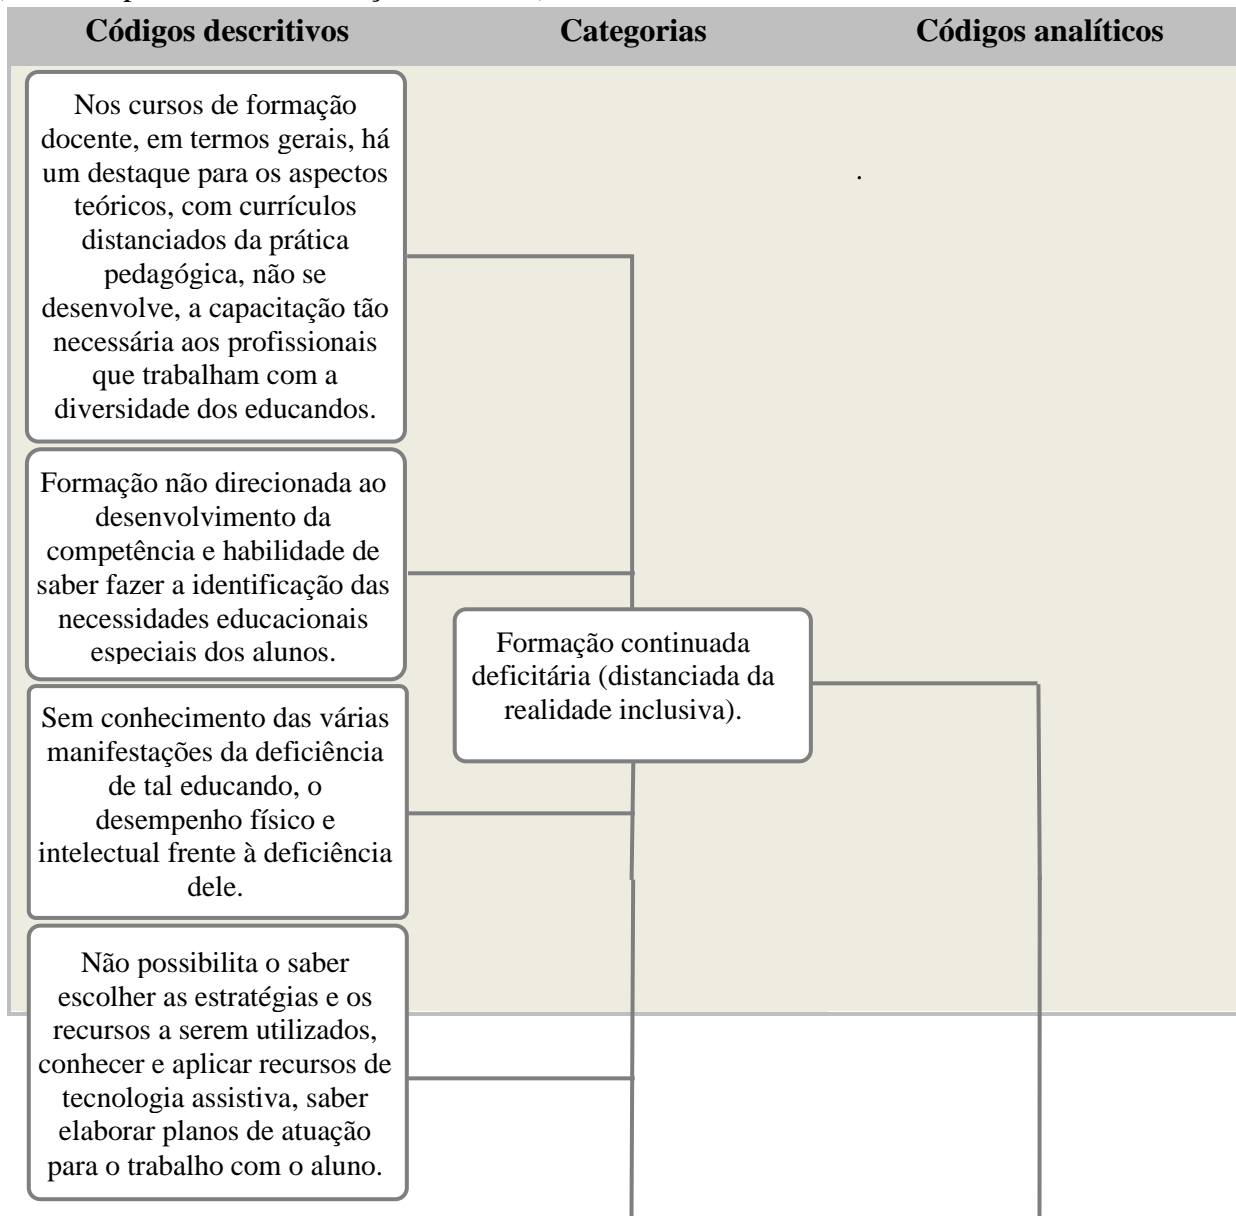 Códigos descritivos
Categorias
Códigos analíticos
Nos cursos de formação
docente, em termos gerais, há
um destaque para os aspectos
teóricos, com currículos
distanciados da prática
pedagógica, não se
desenvolve, a capacitação tão
necessária aos profissionais
que trabalham com a
diversidade dos educandos.
.
Formação não direcionada ao
desenvolvimento da
competência e habilidade de
saber fazer a identificação das
necessidades educacionais
especiais dos alunos.
Formação continuada
deficitária (distanciada da
realidade inclusiva).
Sem conhecimento das várias
manifestações da deficiência
de tal educando, o
desempenho físico e
intelectual frente à deficiência
dele.
Não possibilita o saber
escolher as estratégias e os
recursos a serem utilizados,
conhecer e aplicar recursos de
tecnologia assistiva, saber
elaborar planos de atuação
para o trabalho com o aluno.